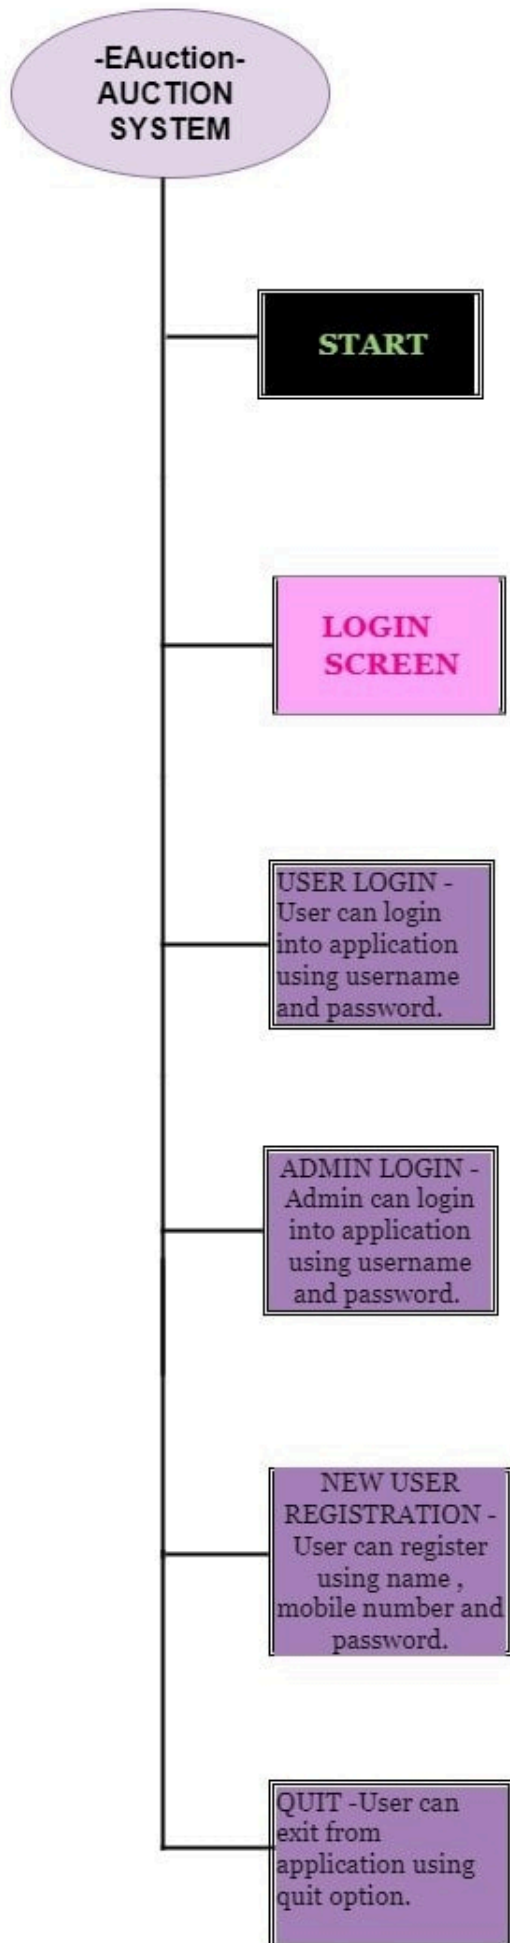 -EAuction-
AUCTION
SYSTEM
START
LOGIN
SCREEN
USER LOGIN -
User can login
into application
using username
and password.
ADMIN LOGIN -
Admin can login
into application
using username
and password.
NEW USER
REGISTRATION -
User can register
using name ,
mobile number and
password.
QUIT -User can
exit from
application using
quit option.